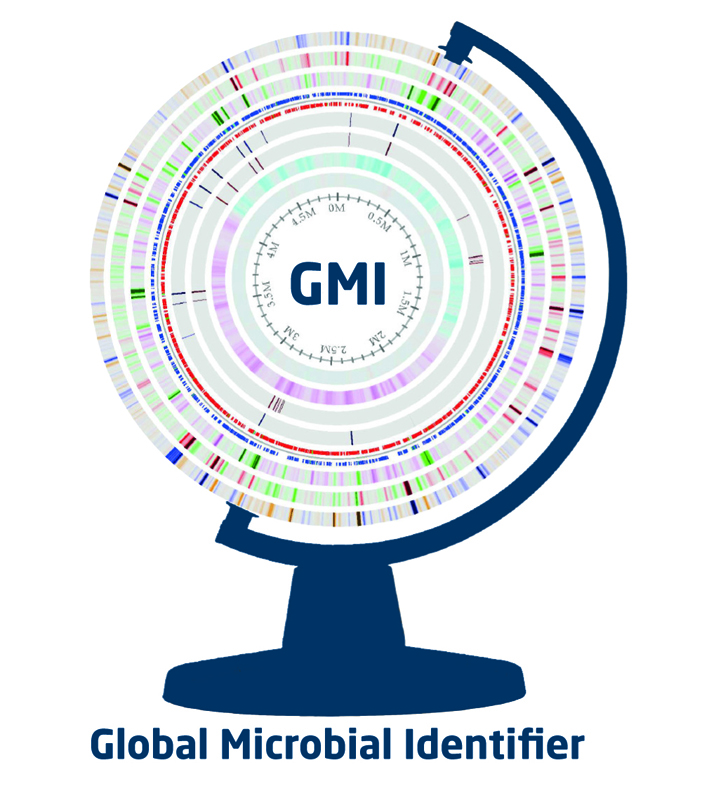 0M
0.5M
1M
1.5M
2M
2.5M
3M
3.5M
4M
4.5M
GMI
Global Microbial Identifier